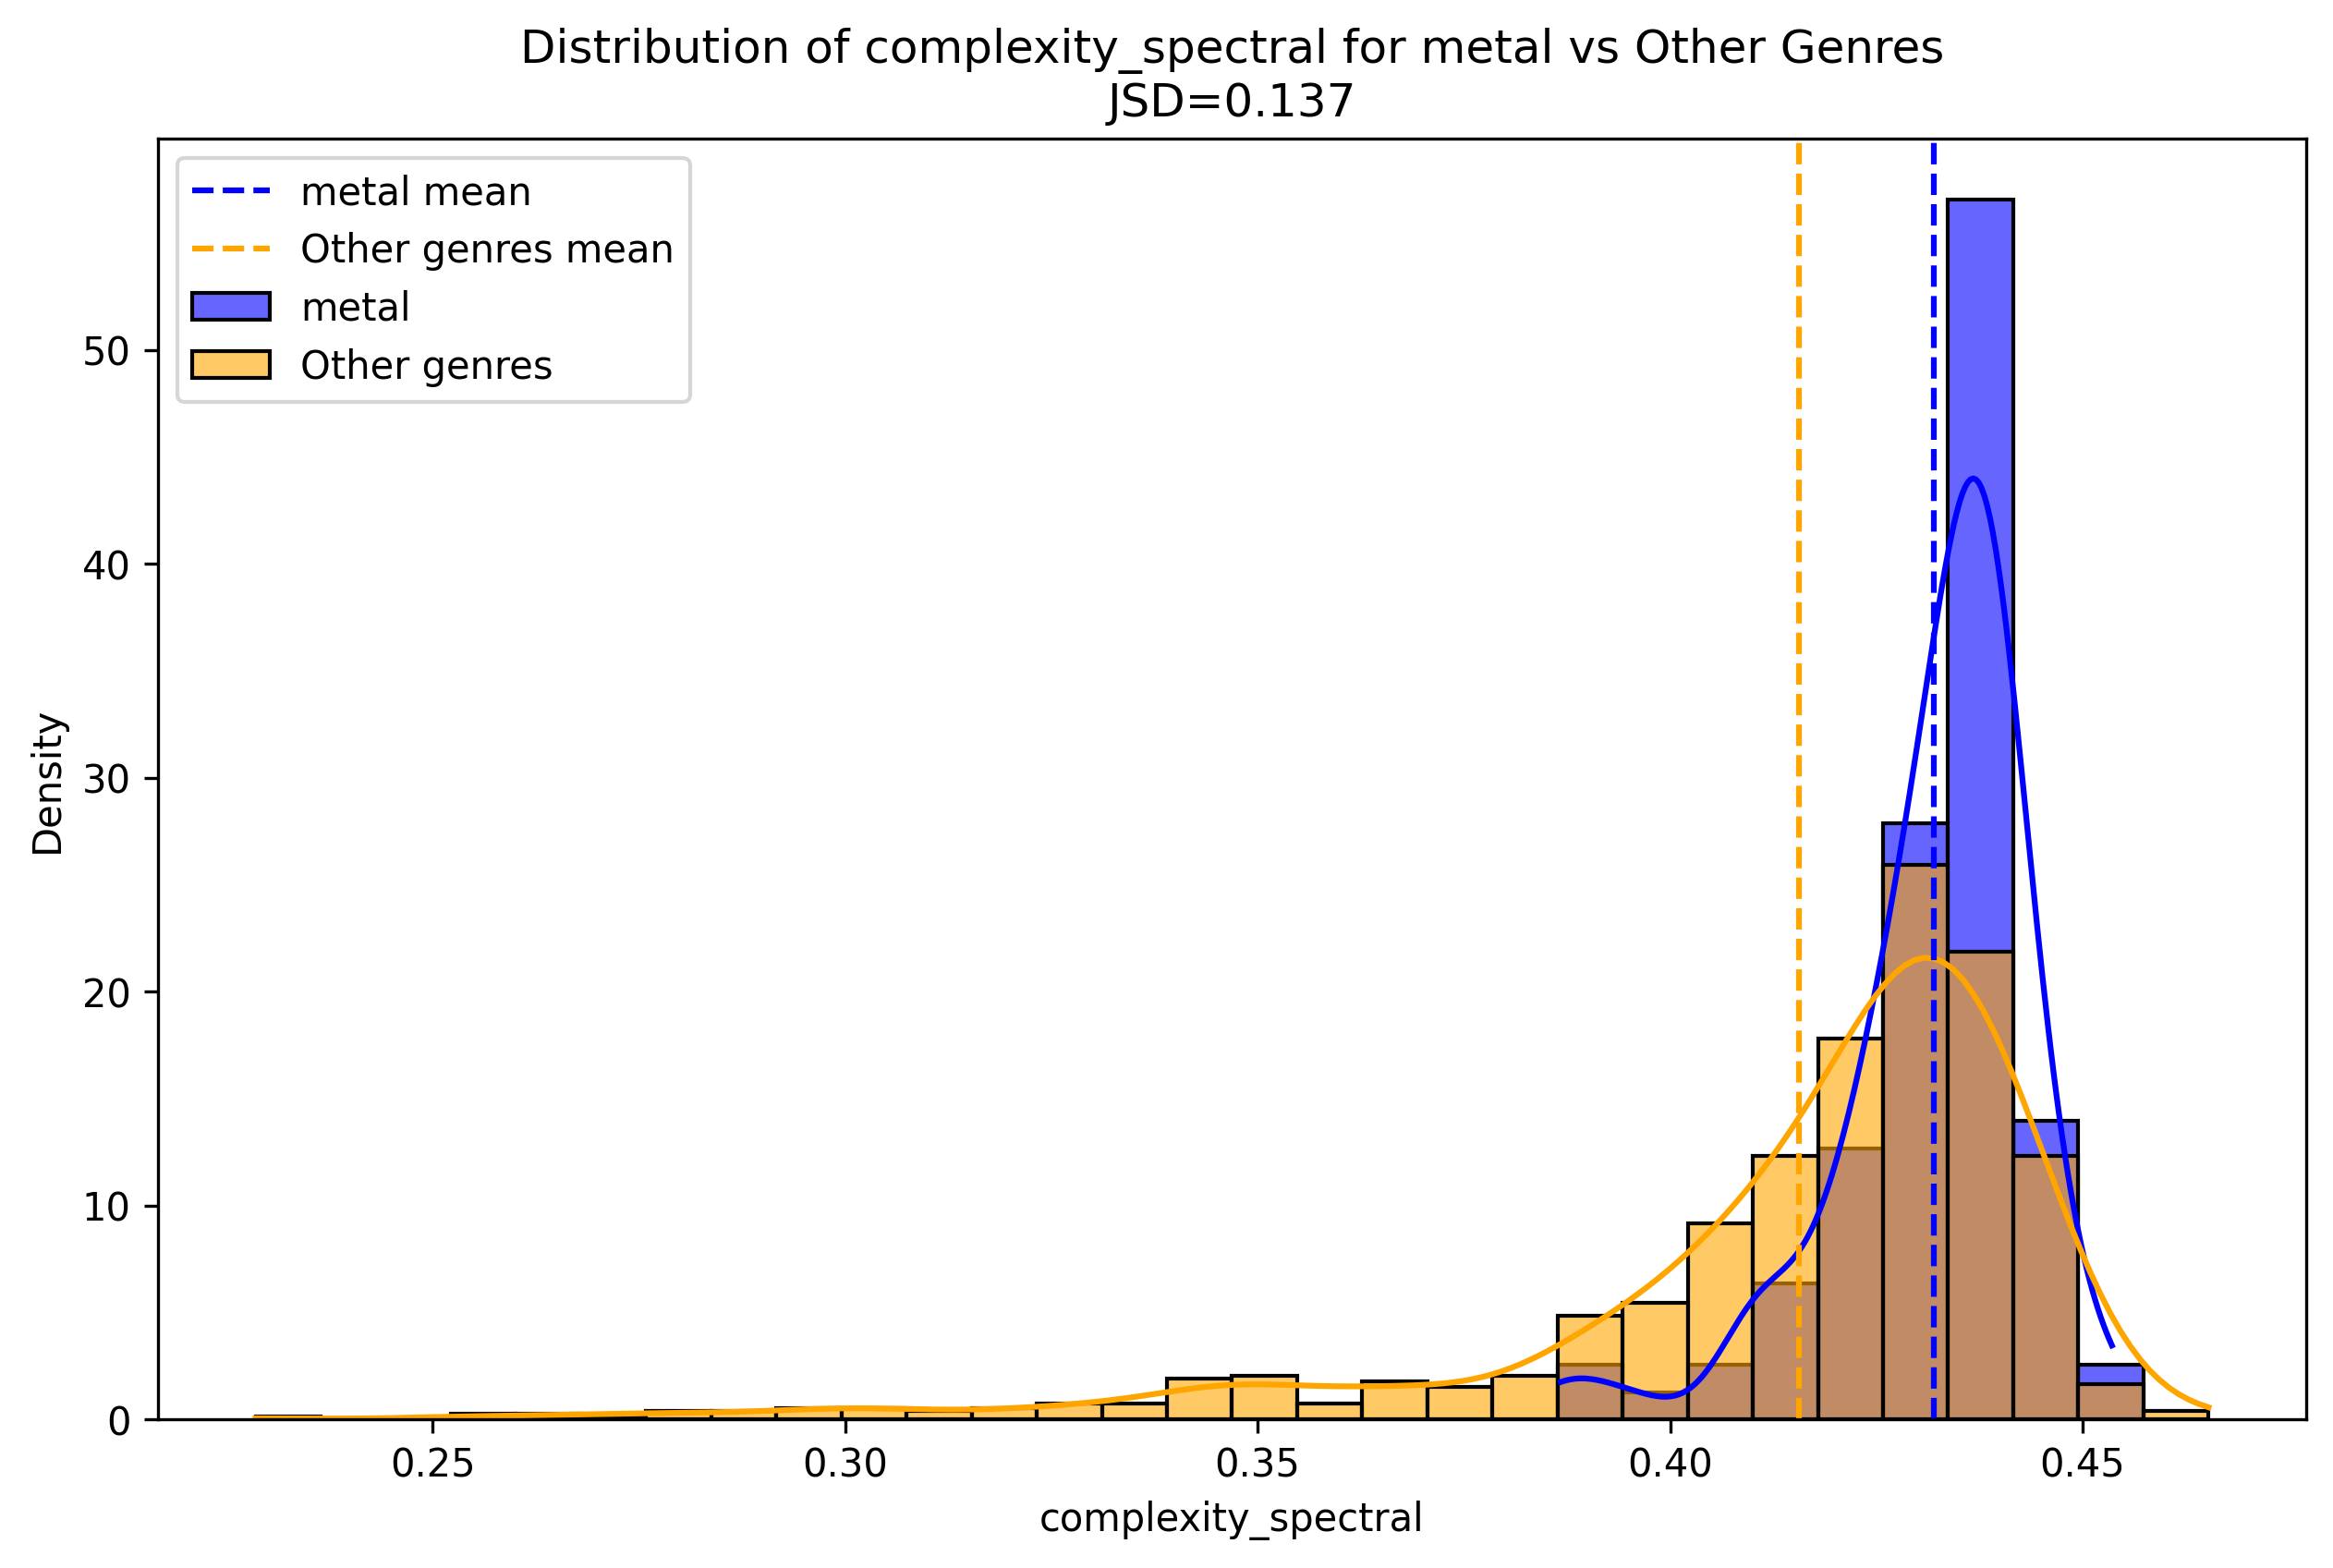 Distribution of complexity_spectral for metal vs Other Genres
JSD=0.137
metal mean
Other genres mean
metal
Other genres
Density
50
40
30
20
10
0
0.25 0.30 0.35 0.40 0.45
complexity_spectral